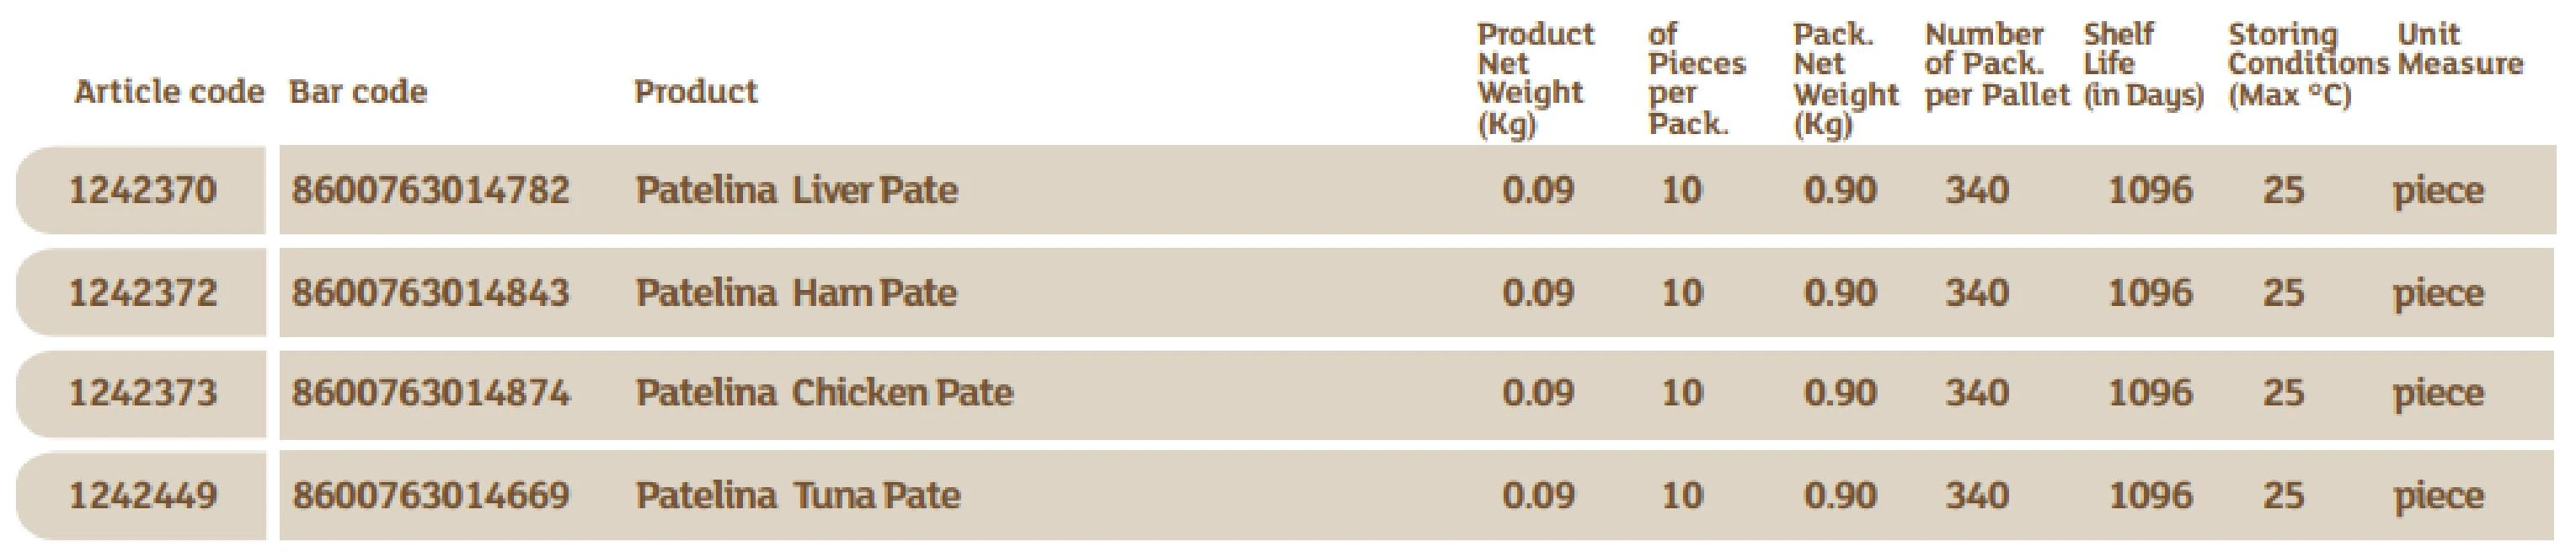 Article code Bar code Product Product Net Weight (Kg) of Pieces per Pack. Pack. Net Weight (Kg) Number of Pack. per Pallet Shelf Life (in Days) Storing Conditions (Max °C) Unit Measure
1242370 8600763014782 Patelina Liver Pate 0.09 10 0.90 340 1096 25 piece
1242372 8600763014843 Patelina Ham Pate 0.09 10 0.90 340 1096 25 piece
1242373 8600763014874 Patelina Chicken Pate 0.09 10 0.90 340 1096 25 piece
1242449 8600763014669 Patelina Tuna Pate 0.09 10 0.90 340 1096 25 piece